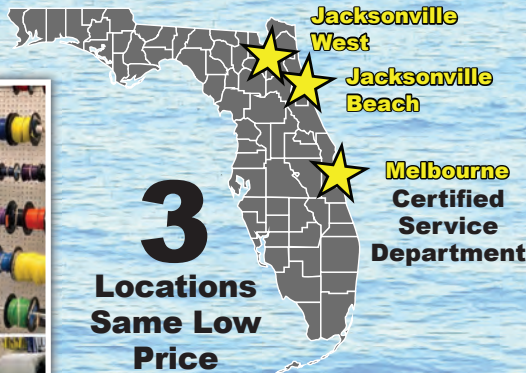 Jacksonville
West
Jacksonville
Beach
Melbourne
Certified
Service
Department
3
Locations
Same Low
Price